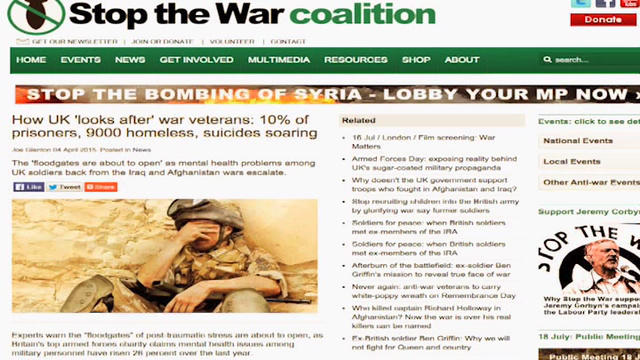 Stop the War coalition
Donate
GET OUR NEWSLETTER | JOIN OR DONATE | VOLUNTEER | CONTACT
HOME EVENTS NEWS GET INVOLVED MULTIMEDIA RESOURCES SHOP ABOUT search...
STOP THE BOMBING OF SYRIA - LOBBY YOUR MP NOW
How UK 'looks after' war veterans: 10% of
prisoners, 9000 homeless, suicides soaring
Joe Glenton 04 April 2015. Posted in News
The 'floodgates are about to open' as mental health problems among
UK soldiers back from the Iraq and Afghanistan wars escalate.
Like Tweet Share
Experts warn the "floodgates" of post-traumatic stress are about to open, as
Britain's top armed forces charity claims mental health issues among
military personnel have risen 26 percent over the last year.
Related
16 Jul / London / Film screening: War
Matters
Armed Forces Day: exposing reality behind
UK's sugar-coated military propaganda
Why doesn't the UK government support
troops who fought in Afghanistan and Iraq?
Stop recruiting children into the British army
by glorifying war say former soldiers
Soldiers for peace: when British soldiers
met ex-members of the IRA
Soldiers for peace: when British soldiers
met ex-members of the IRA
Afterburn of the battlefield: ex-soldier Ben
Griffin's mission to reveal true face of war
Never again: anti-war veterans to carry
white-poppy wreath on Remembrance Day
Who killed captain Richard Holloway in
Afghanistan? Now the war is over his real
killers can be named
Ex-British soldier Ben Griffin: Why we will
not fight for Queen and country
Events: click to see det
National Events
Local Events
Other Anti-war Events
Support Jeremy Corbyn
STOP THE
WAR
Why Stop the War suppo
Jeremy Corbyn's campai
the Labour Party leaders
18 July: Public Meeting
Public Meeting